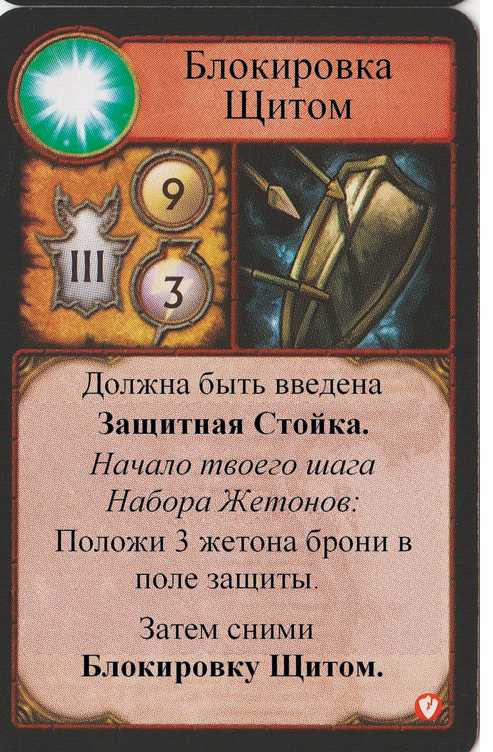 Блокировка
Щитом
9
III
3
Должна быть введена
Защитная Стойка.
Начало твоего шага
Набора Жетонов:
Положи 3 жетона брони в
поле защиты.
Затем сними
Блокировку Щитом.